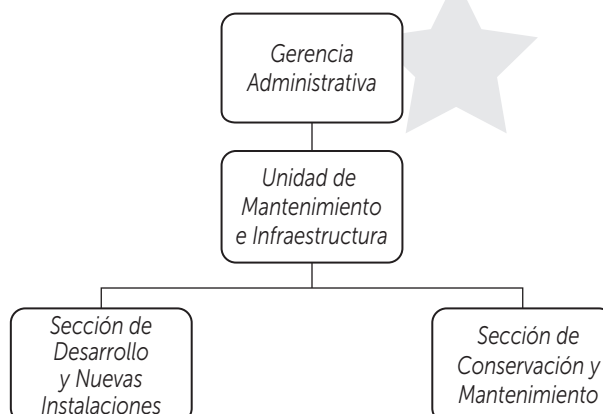 Gerencia
Administrativa
Unidad de
Mantenimiento
e Infraestructura
Sección de
Desarrollo
y Nuevas
Instalaciones
Sección de
Conservación y
Mantenimiento